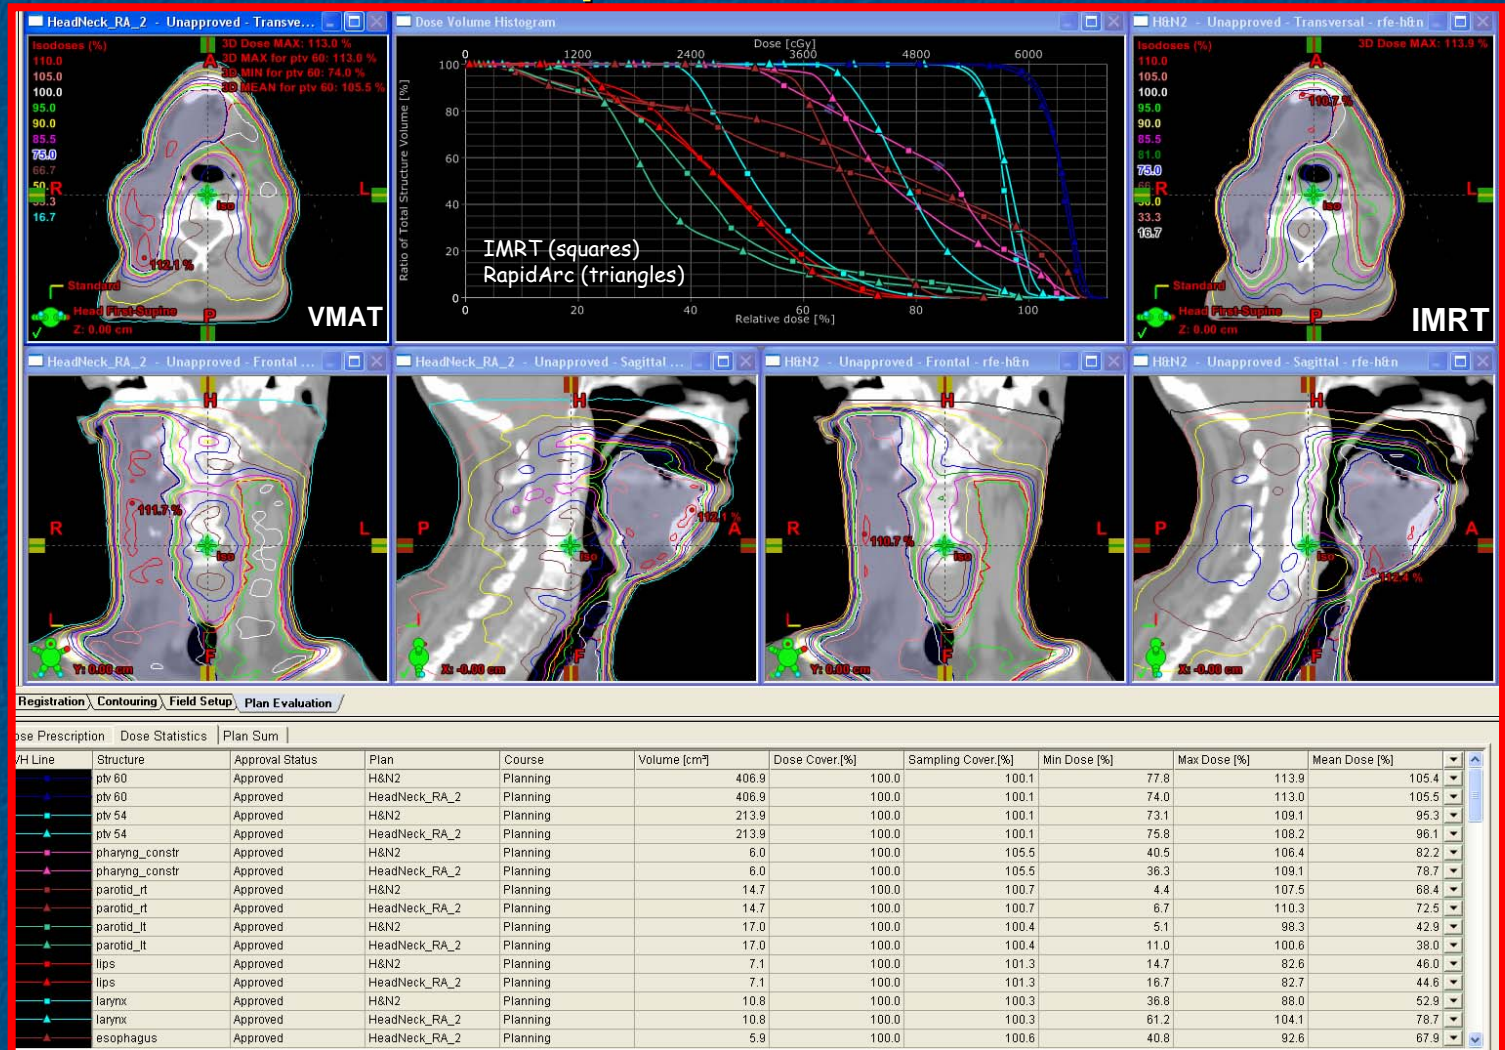 HeadNeck_RA_2 - Unapproved - Transve...
Isodoses (%)
110.0
105.0
100.0
95.0
90.0
85.5
75.0
66.7
50.
33.3
16.7
3D Dose MAX: 113.0 %
3D MAX for ptv 60: 113.0 %
3D MIN for ptv 60: 74.0 %
3D MEAN for ptv 60: 105.5 %
A
R
L
Iso
112.1 %
Standard
Head First-Supine
Z: 0.00 cm
P
VMAT
Dose Volume Histogram
Dose [cGy]
0 1200 2400 3600 4800 6000
Ratio of Total Structure Volume [%]
100
80
60
40
20
0
IMRT (squares)
RapidArc (triangles)
0 20 40 60 80 100
Relative dose [%]
H&N2 - Unapproved - Transversal - rfe-h&n
Isodoses (%)
110.0
105.0
100.0
95.0
90.0
85.5
81.0
75.0
33.3
16.7
3D Dose MAX: 113.9 %
A
110.7 %
R
L
Iso
Standard
Head First-Supine
Z: 0.00 cm
P
IMRT
HeadNeck_RA_2 - Unapproved - Frontal ...
H
111.7 %
R
L
Iso
F
Y: 0.00 cm
HeadNeck_RA_2 - Unapproved - Sagittal ...
H
112.1 %
P
A
Iso
F
X: -0.00 cm
H&N2 - Unapproved - Frontal - rfe-h&n
H
R
L
110.7 %
Iso
F
Y: 0.00 cm
H&N2 - Unapproved - Sagittal - rfe-h&n
H
P
A
Iso
112.4 %
F
X: -0.00 cm
Registration Contouring Field Setup Plan Evaluation
ose Prescription Dose Statistics Plan Sum
VH Line Structure Approval Status Plan Course Volume [cm³] Dose Cover.[%] Sampling Cover.[%] Min Dose [%] Max Dose [%] Mean Dose [%]
ptv 60 Approved H&N2 Planning 406.9 100.0 100.1 77.8 113.9 105.4
ptv 60 Approved HeadNeck_RA_2 Planning 406.9 100.0 100.1 74.0 113.0 105.5
ptv 54 Approved H&N2 Planning 213.9 100.0 100.1 73.1 109.1 95.3
ptv 54 Approved HeadNeck_RA_2 Planning 213.9 100.0 100.1 75.8 108.2 96.1
pharyng_constr Approved H&N2 Planning 6.0 100.0 105.5 40.5 106.4 82.2
pharyng_constr Approved HeadNeck_RA_2 Planning 6.0 100.0 105.5 36.3 109.1 78.7
parotid_rt Approved H&N2 Planning 14.7 100.0 100.7 4.4 107.5 68.4
parotid_rt Approved HeadNeck_RA_2 Planning 14.7 100.0 100.7 6.7 110.3 72.5
parotid_lt Approved H&N2 Planning 17.0 100.0 100.4 5.1 98.3 42.9
parotid_lt Approved HeadNeck_RA_2 Planning 17.0 100.0 100.4 11.0 100.6 38.0
lips Approved H&N2 Planning 7.1 100.0 101.3 14.7 82.6 46.0
lips Approved HeadNeck_RA_2 Planning 7.1 100.0 101.3 16.7 82.7 44.6
larynx Approved H&N2 Planning 10.8 100.0 100.3 36.8 88.0 52.9
larynx Approved HeadNeck_RA_2 Planning 10.8 100.0 100.3 61.2 104.1 78.7
esophagus Approved HeadNeck_RA_2 Planning 5.9 100.0 100.6 40.8 92.6 67.9